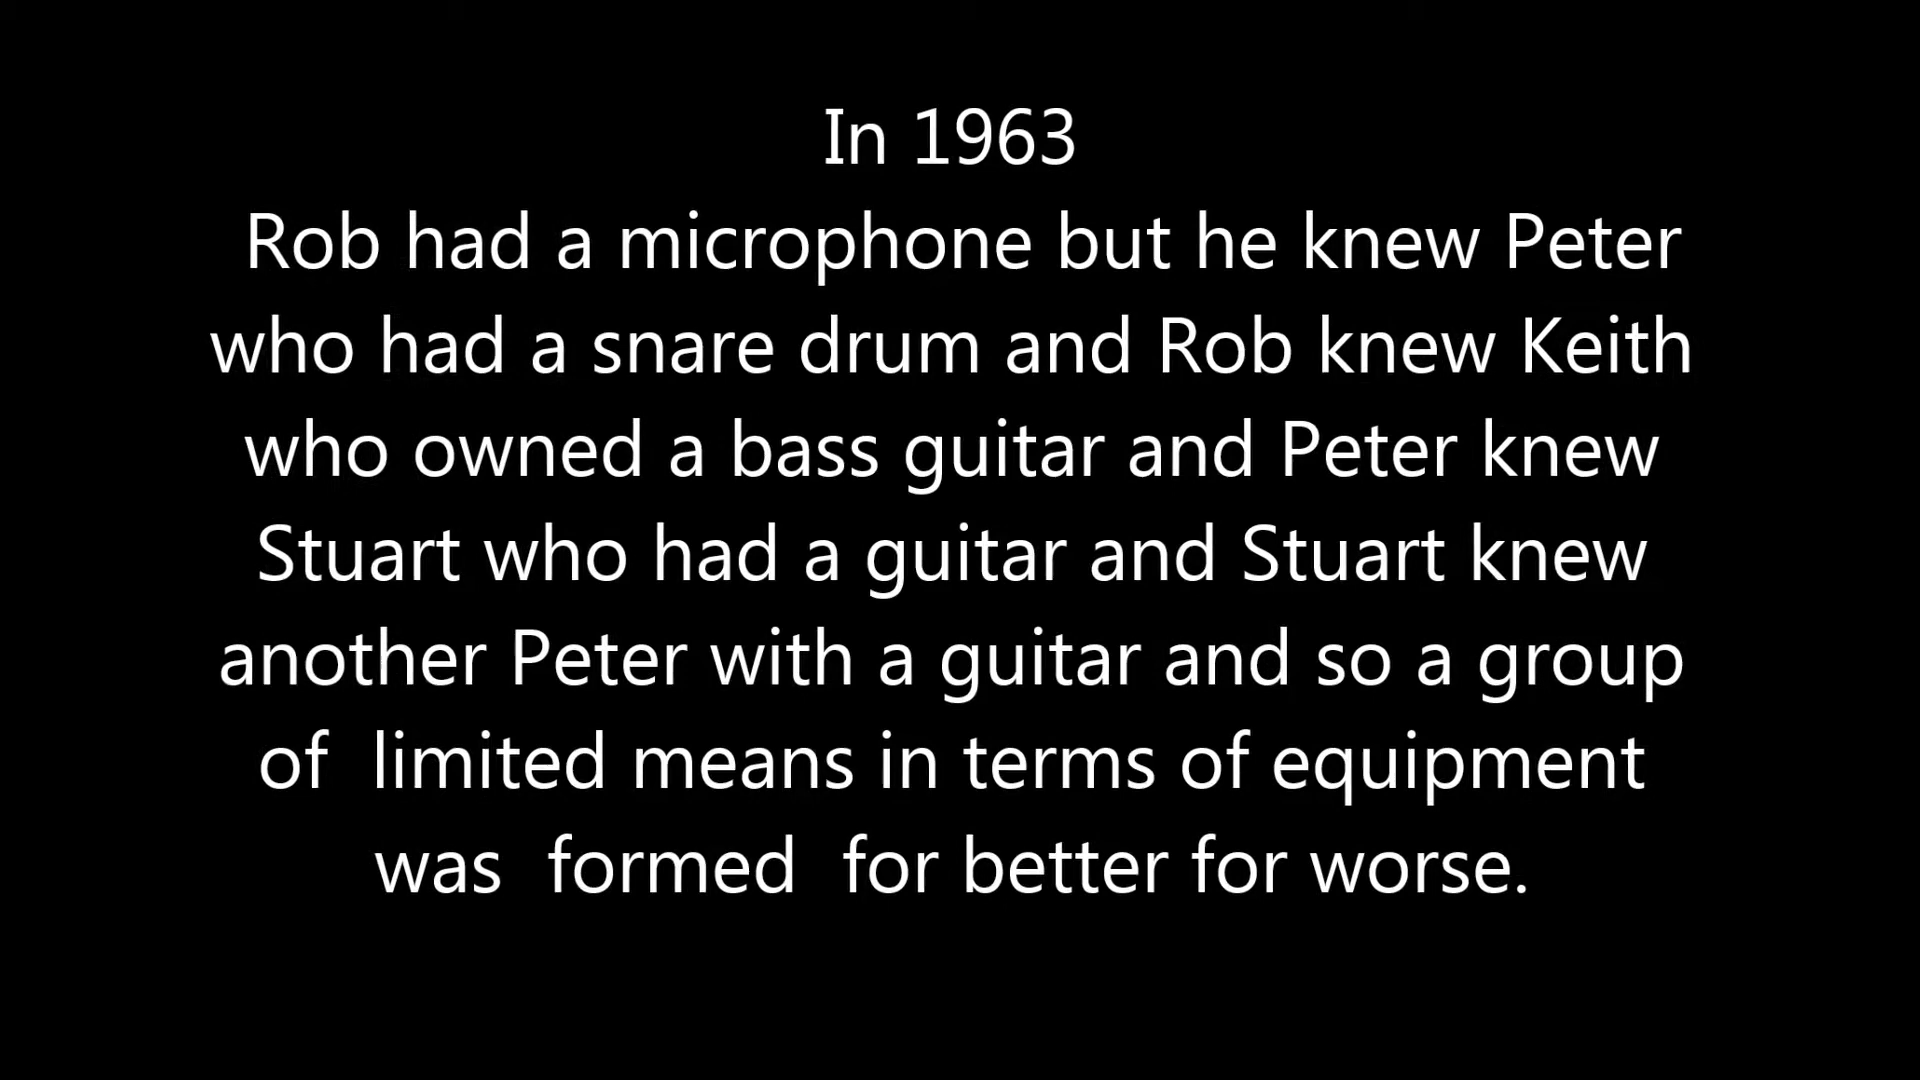 In 1963
Rob had a microphone but he knew Peter
who had a snare drum and Rob knew Keith
who owned a bass guitar and Peter knew
Stuart who had a guitar and Stuart knew
another Peter with a guitar and so a group
of  limited means in terms of equipment
was  formed  for better for worse.